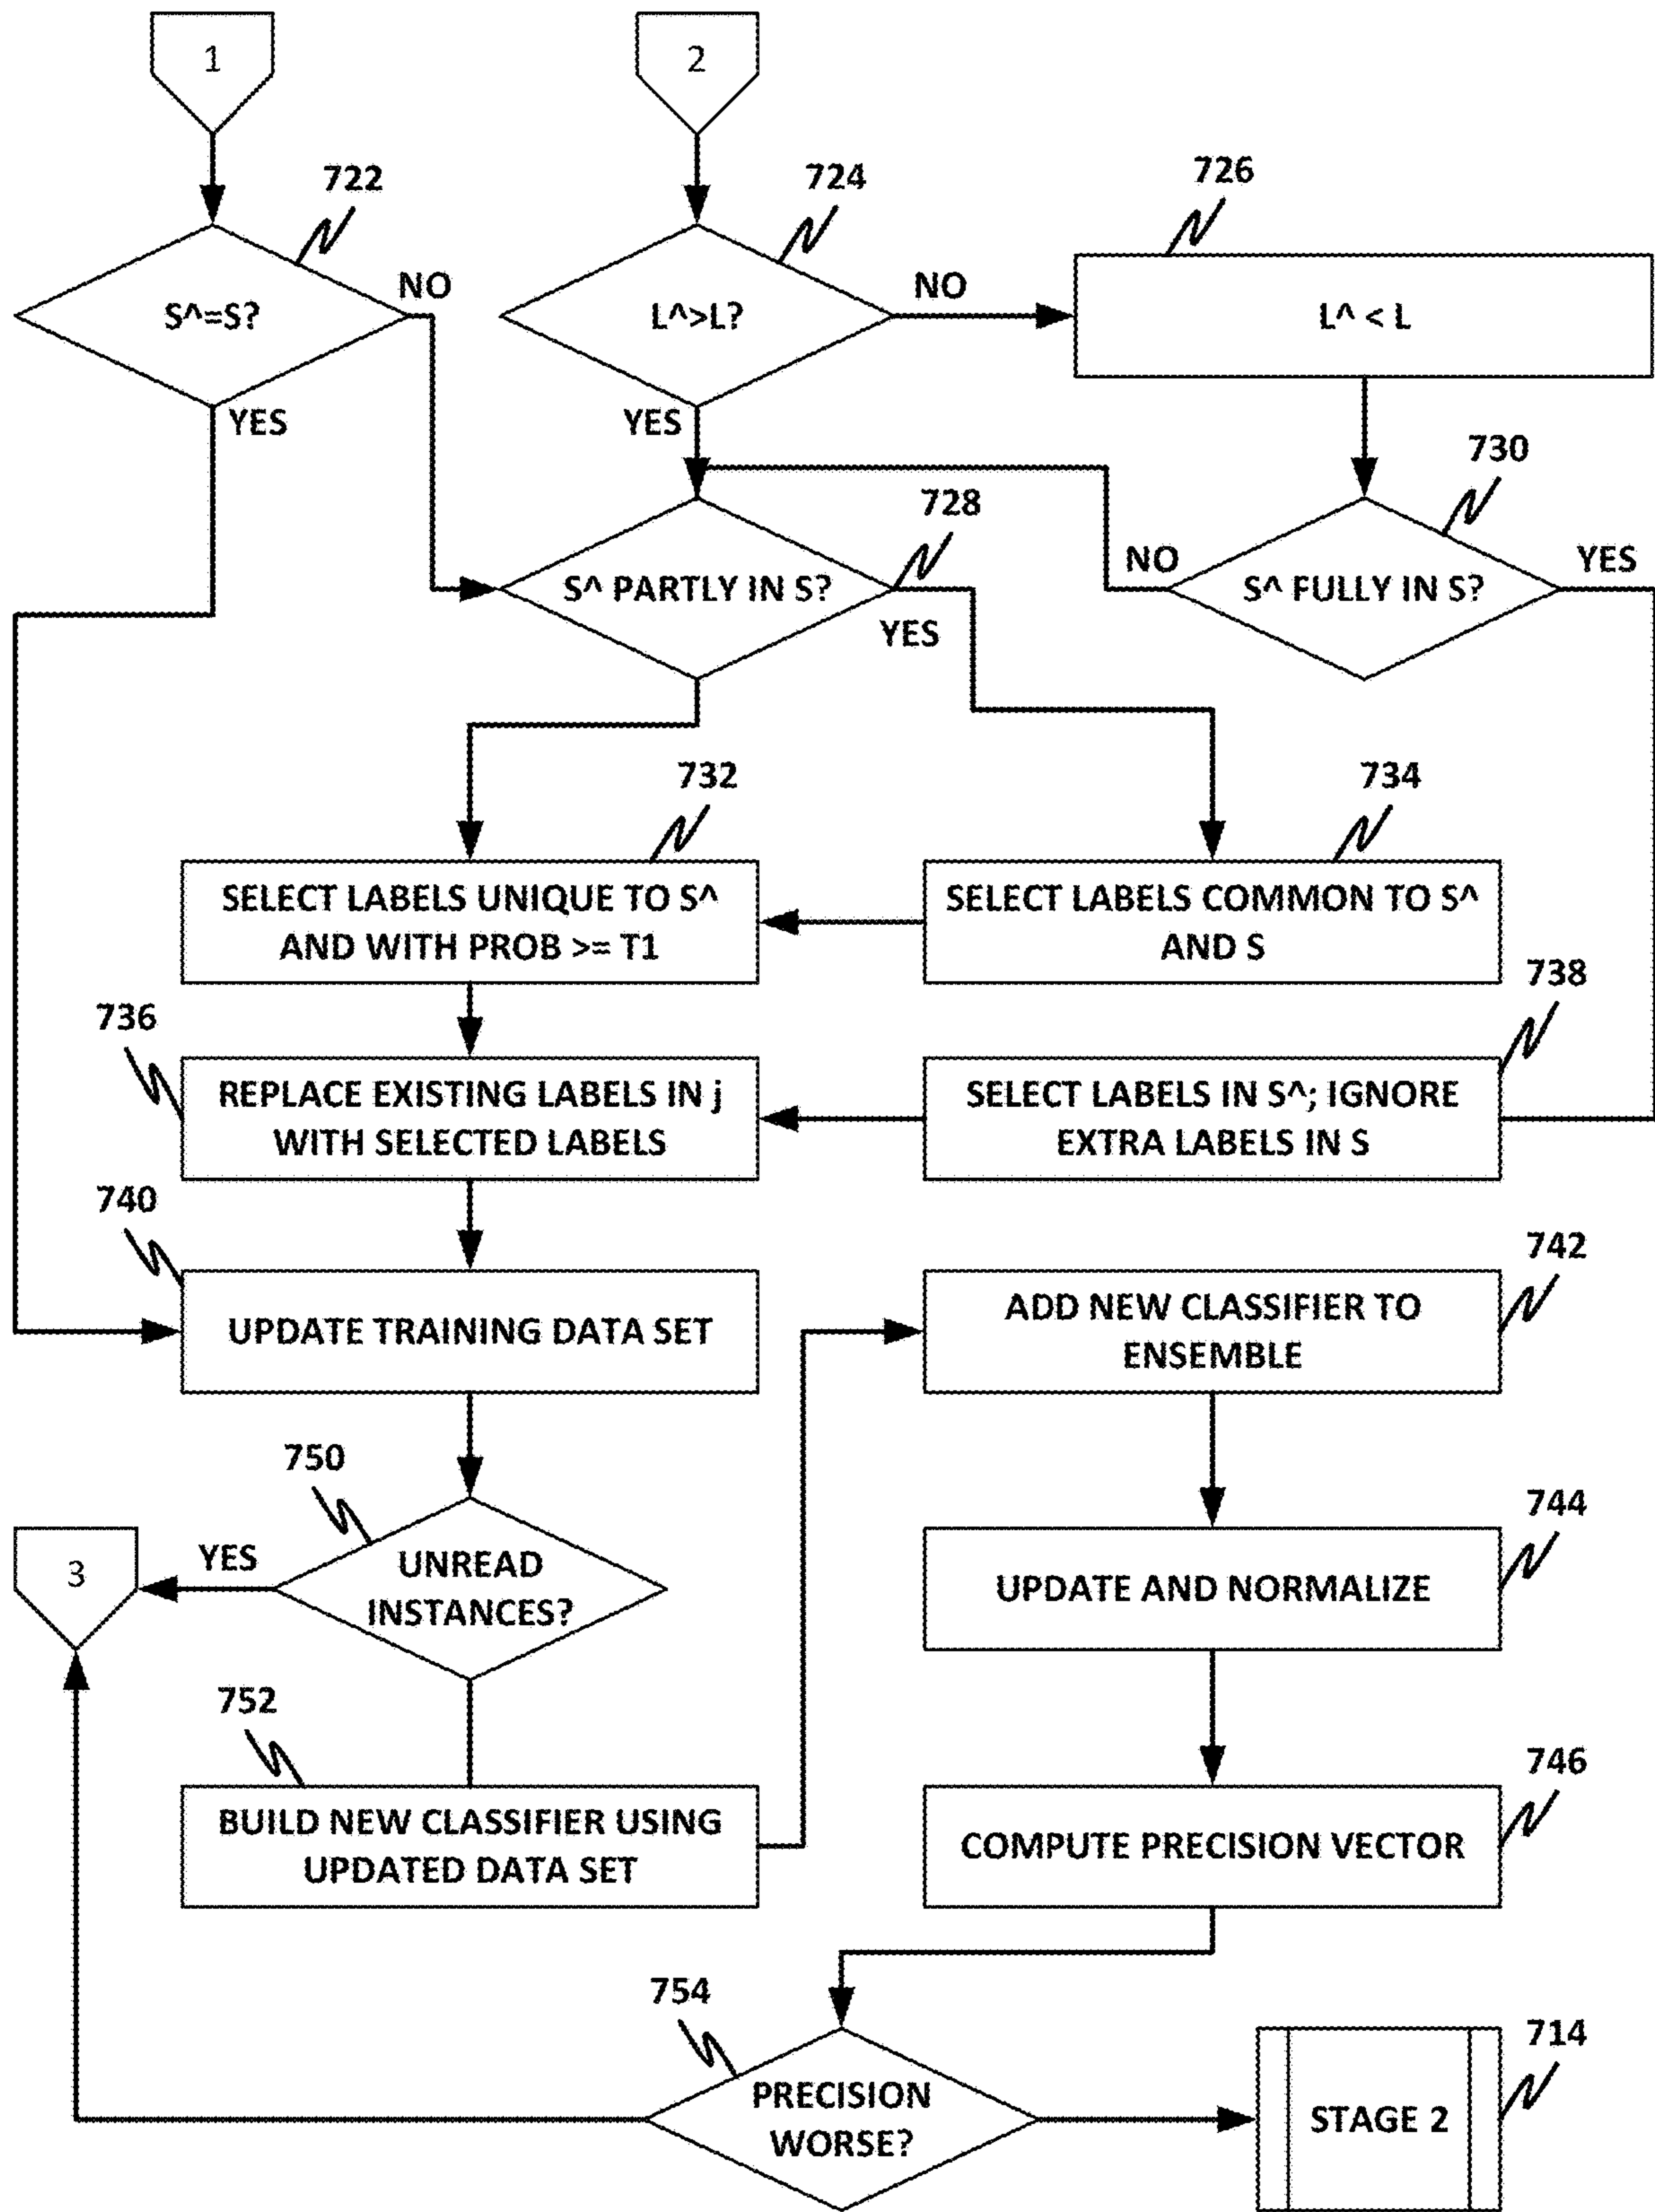 1
2
722
724
726
S^=S?
NO
L^>L?
NO
L^ < L
YES
YES
730
728
S^ PARTLY IN S?
NO
S^ FULLY IN S?
YES
YES
732
734
SELECT LABELS UNIQUE TO S^
AND WITH PROB >= T1
SELECT LABELS COMMON TO S^
AND S
736
738
REPLACE EXISTING LABELS IN j
WITH SELECTED LABELS
SELECT LABELS IN S^; IGNORE
EXTRA LABELS IN S
740
742
UPDATE TRAINING DATA SET
ADD NEW CLASSIFIER TO
ENSEMBLE
750
744
3
YES
UNREAD
INSTANCES?
UPDATE AND NORMALIZE
752
746
BUILD NEW CLASSIFIER USING
UPDATED DATA SET
COMPUTE PRECISION VECTOR
754
714
PRECISION
WORSE?
STAGE 2